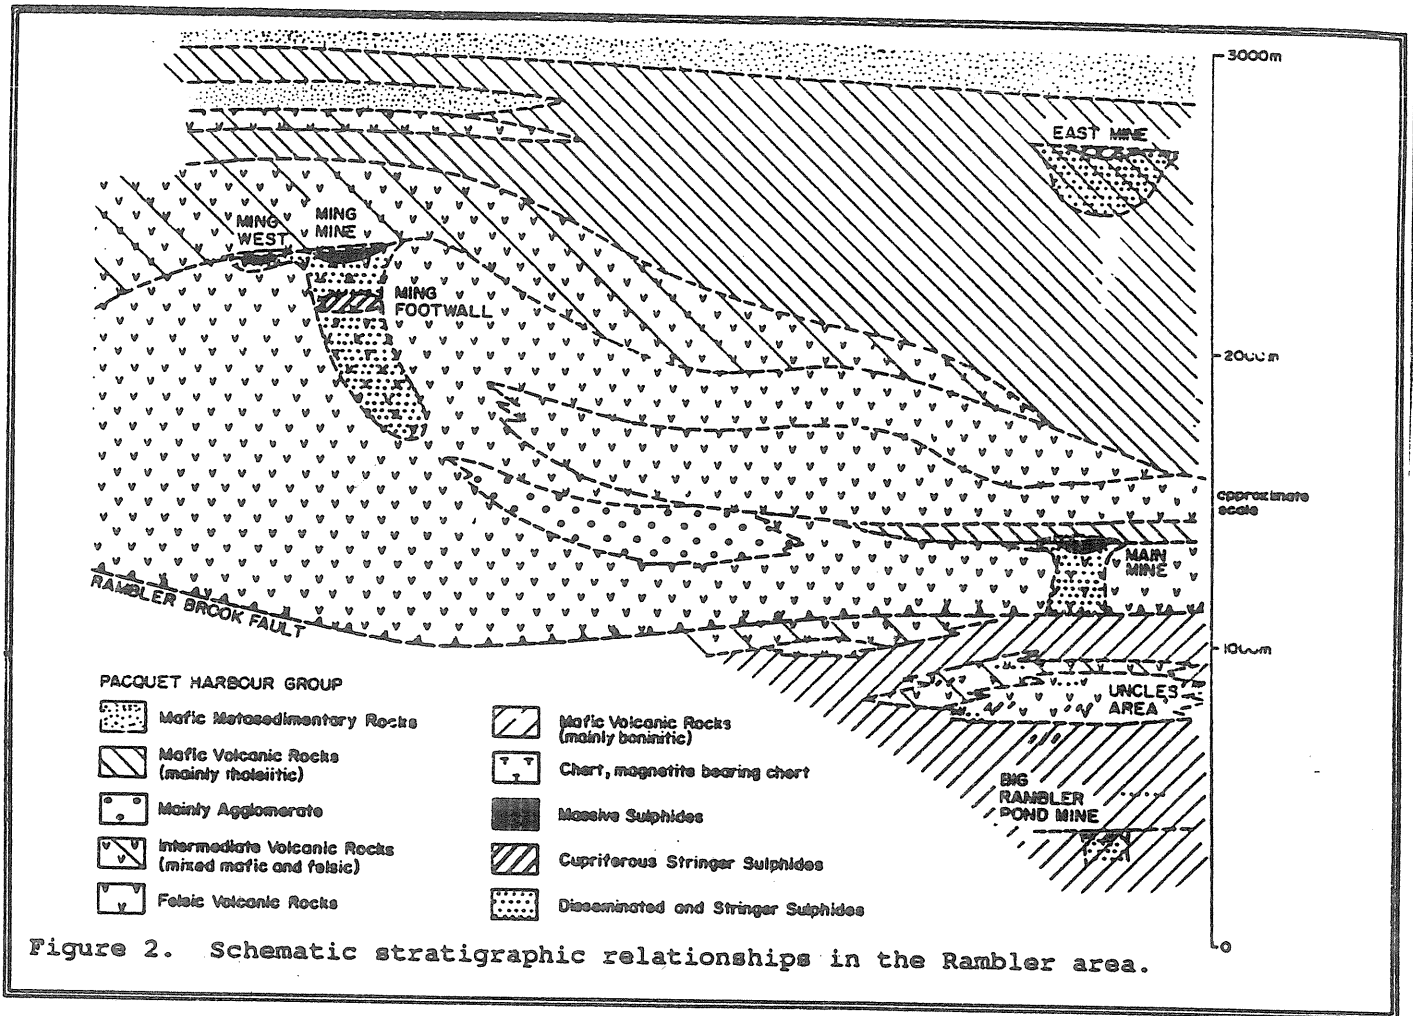 3000m
EAST MINE
MING
WEST
MING
MINE
MING
FOOTWALL
approximate
scale
MAIN
MINE
RAMBLER BROOK FAULT
UNCLES
AREA
BIG
RAMBLER
POND MINE
0
PACQUET HARBOUR GROUP
Mafic Metasedimentary Rocks
Mafic Volcanic Rocks
(mainly tholeiitic)
Mainly Agglomerate
Intermediate Volcanic Rocks
(mixed mafic and felsic)
Felsic Volcanic Rocks
Mafic Volcanic Rocks
(mainly boninitic)
Chert, magnetite bearing chert
Massive Sulphides
Cupriferous Stringer Sulphides
Disseminated and Stringer Sulphides
Figure 2. Schematic stratigraphic relationships in the Rambler area.